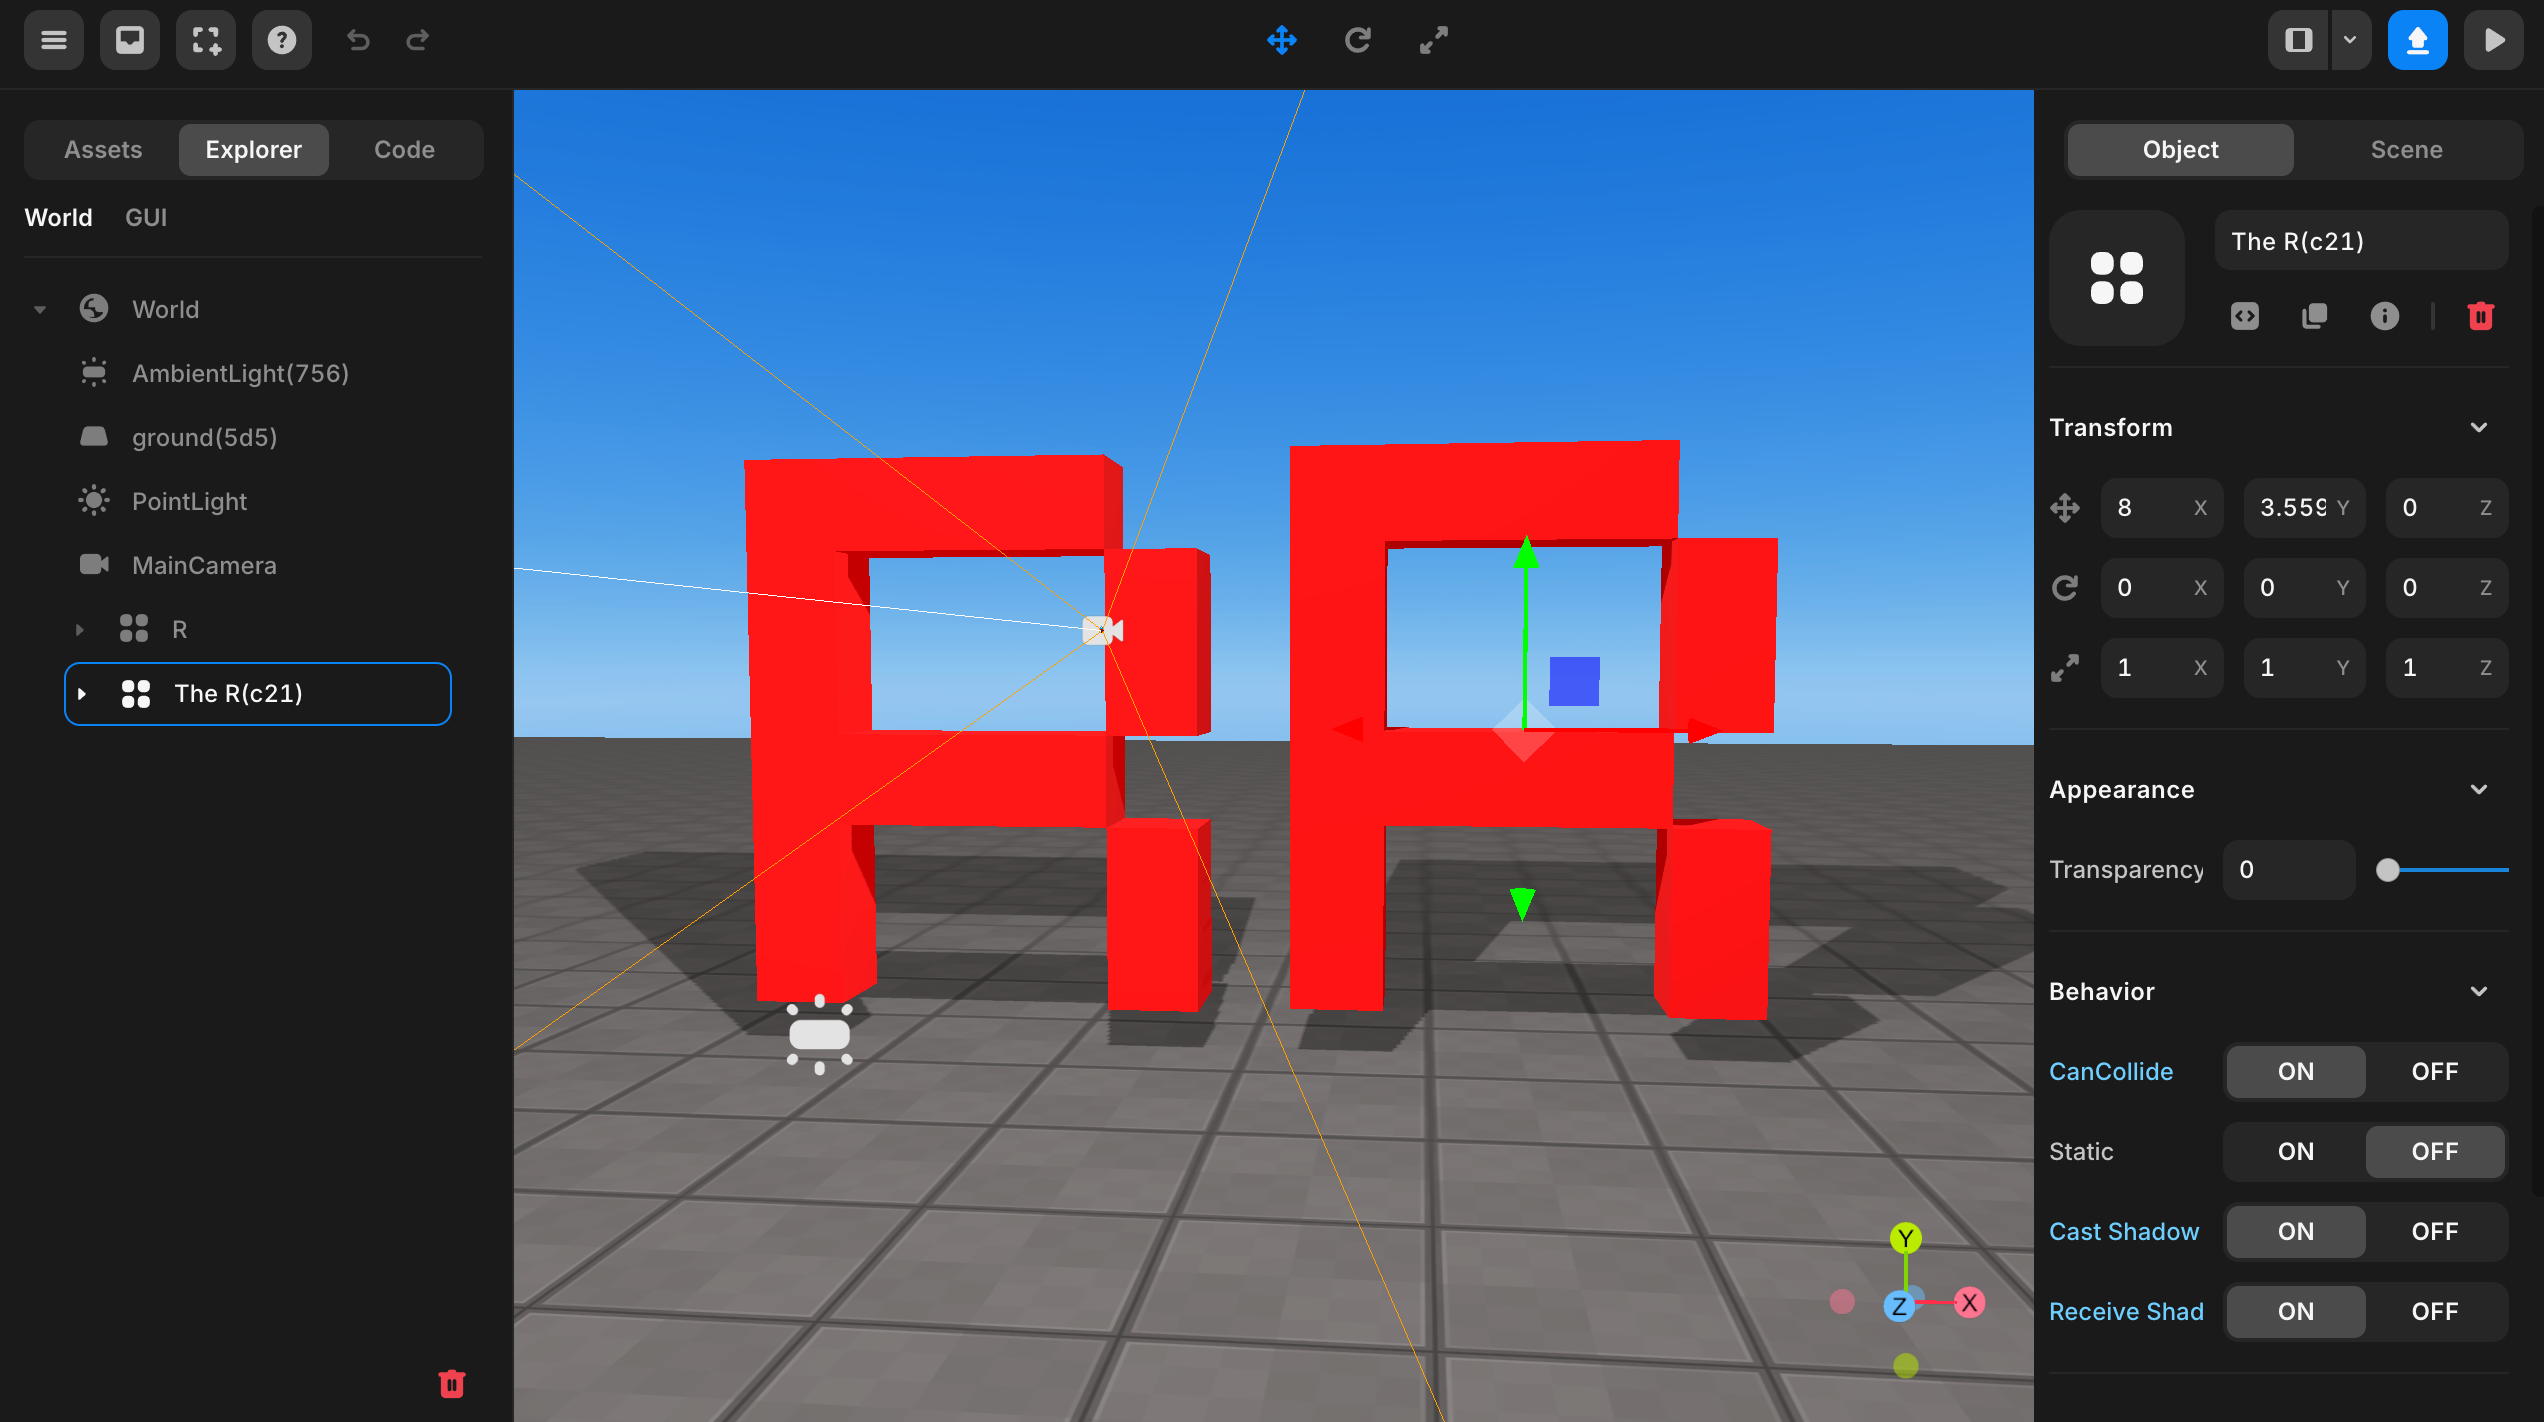 Assets Explorer Code
World GUI
World
AmbientLight(756)
ground(5d5)
PointLight
MainCamera
R
The R(c21)
Y
Z X
Object Scene
The R(c21)
Transform
8 X 3.559 Y 0 Z
0 X 0 Y 0 Z
1 X 1 Y 1 Z
Appearance
Transparency 0
Behavior
CanCollide ON OFF
Static ON OFF
Cast Shadow ON OFF
Receive Shad ON OFF